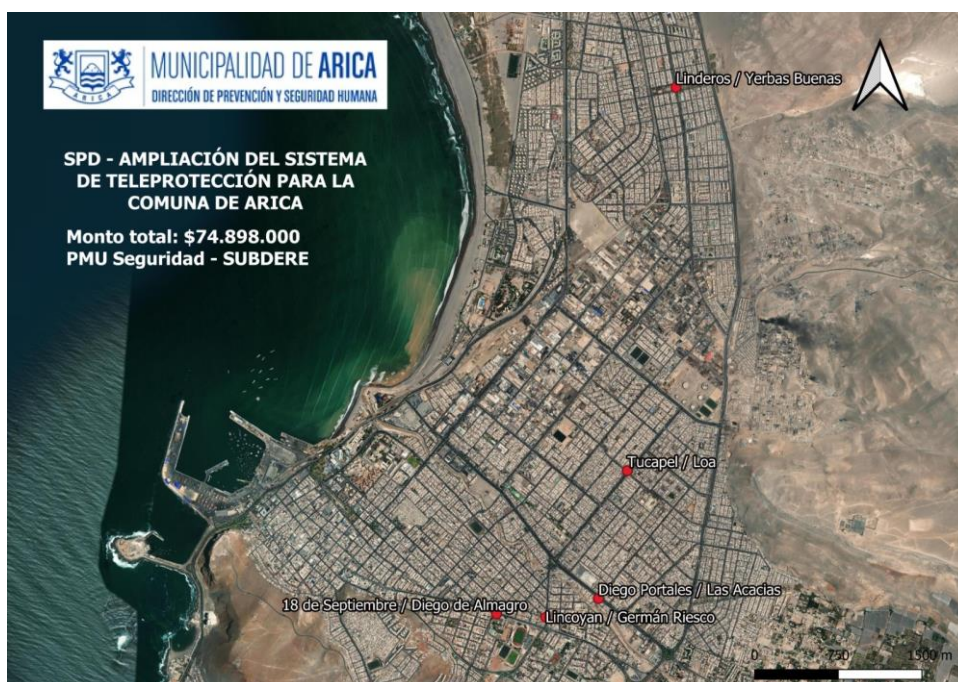 MUNICIPALIDAD DE ARICA
DIRECCIÓN DE PREVENCIÓN Y SEGURIDAD HUMANA
ARICA
SPD - AMPLIACIÓN DEL SISTEMA
DE TELEPROTECCIÓN PARA LA
COMUNA DE ARICA
Monto total: $74.898.000
PMU Seguridad - SUBDERE
Linderos / Yerbas Buenas
Tucapel / Loa
Diego Portales / Las Acacias
18 de Septiembre / Diego de Almagro
Lincoyan / Germán Riesco
0 750 1500 m